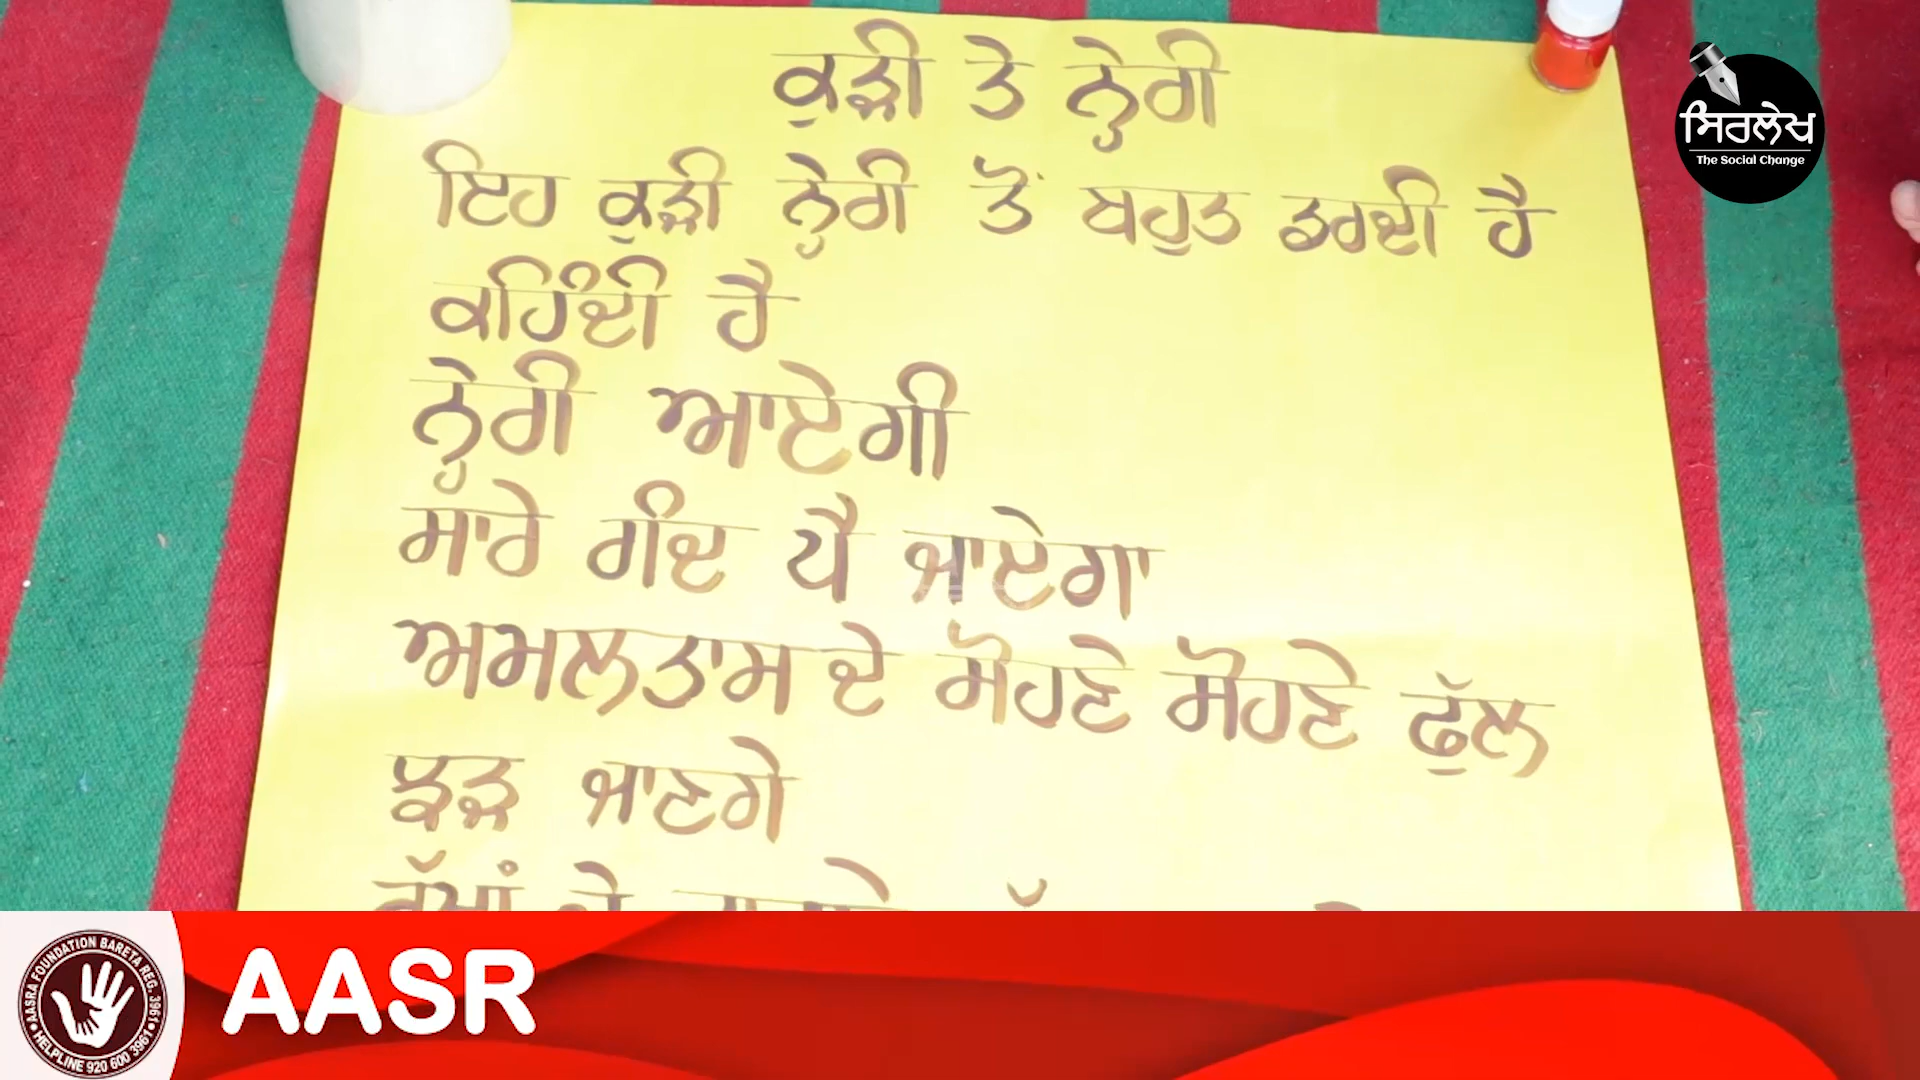 ਕੁੜੀ ਤੇ ਨ੍ਹੇਰੀ
ਇਹ ਕੁੜੀ ਨ੍ਹੇਰੀ ਤੋਂ ਬਹੁਤ ਡਰਦੀ ਹੈ
ਕਹਿੰਦੀ ਹੈ
ਨ੍ਹੇਰੀ ਆਏਗੀ
ਸਾਰੇ ਗੰਦ ਪੈ ਜਾਏਗਾ
ਅਮਲਤਾਸ ਦੇ ਸੋਹਣੇ ਸੋਹਣੇ ਫੁੱਲ
ਝੜ ਜਾਣਗੇ
ਸਿਰਲੇਖ
The Social Change
AASRA FOUNDATION BARETA REG. 3961
HELPLINE 920 600 3961
AASR